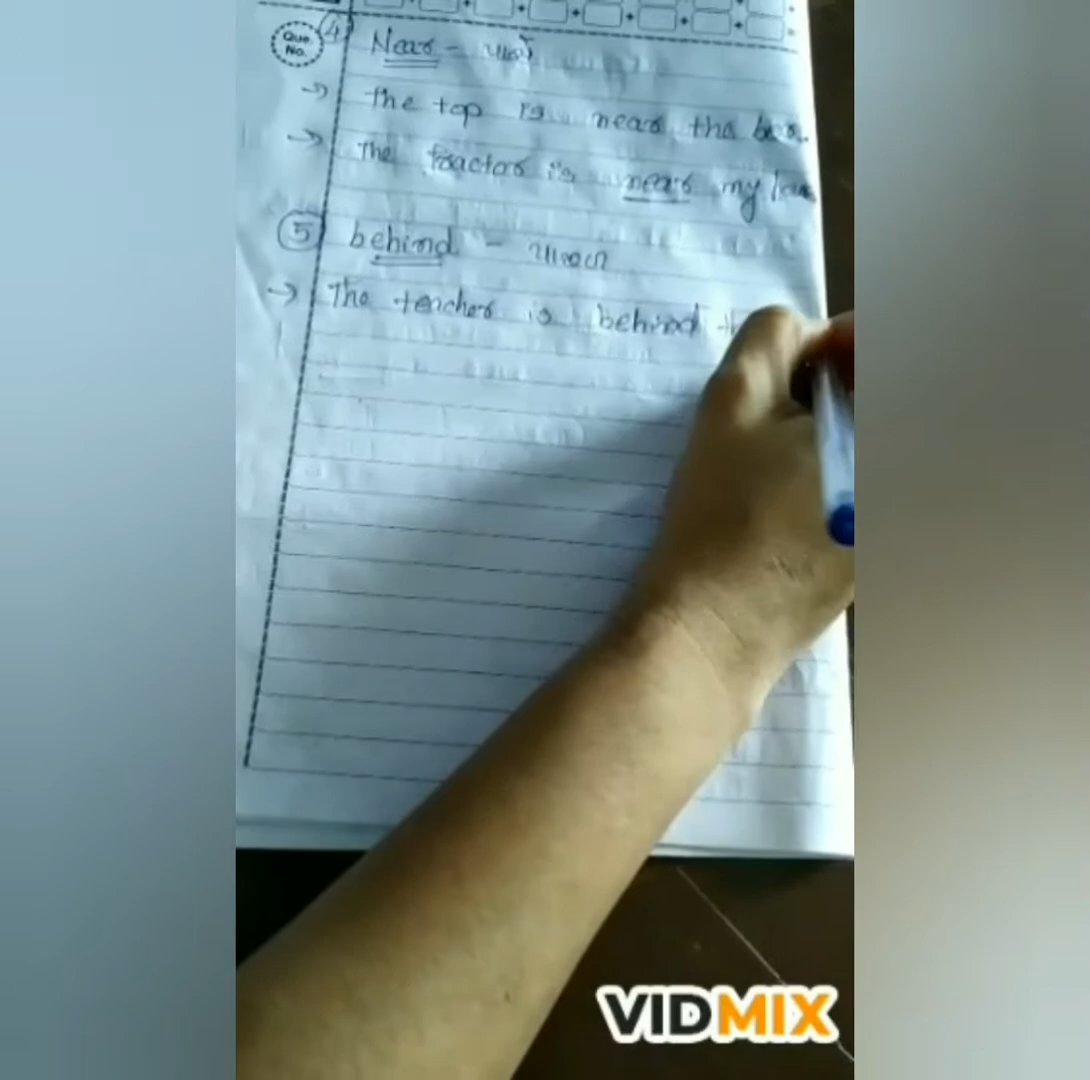 Que. No.
4 Near - પાસે
→ The top is near the box.
→ The tractor is near my
5 behind - પાછળ
→ The teacher is behind
VIDMIX